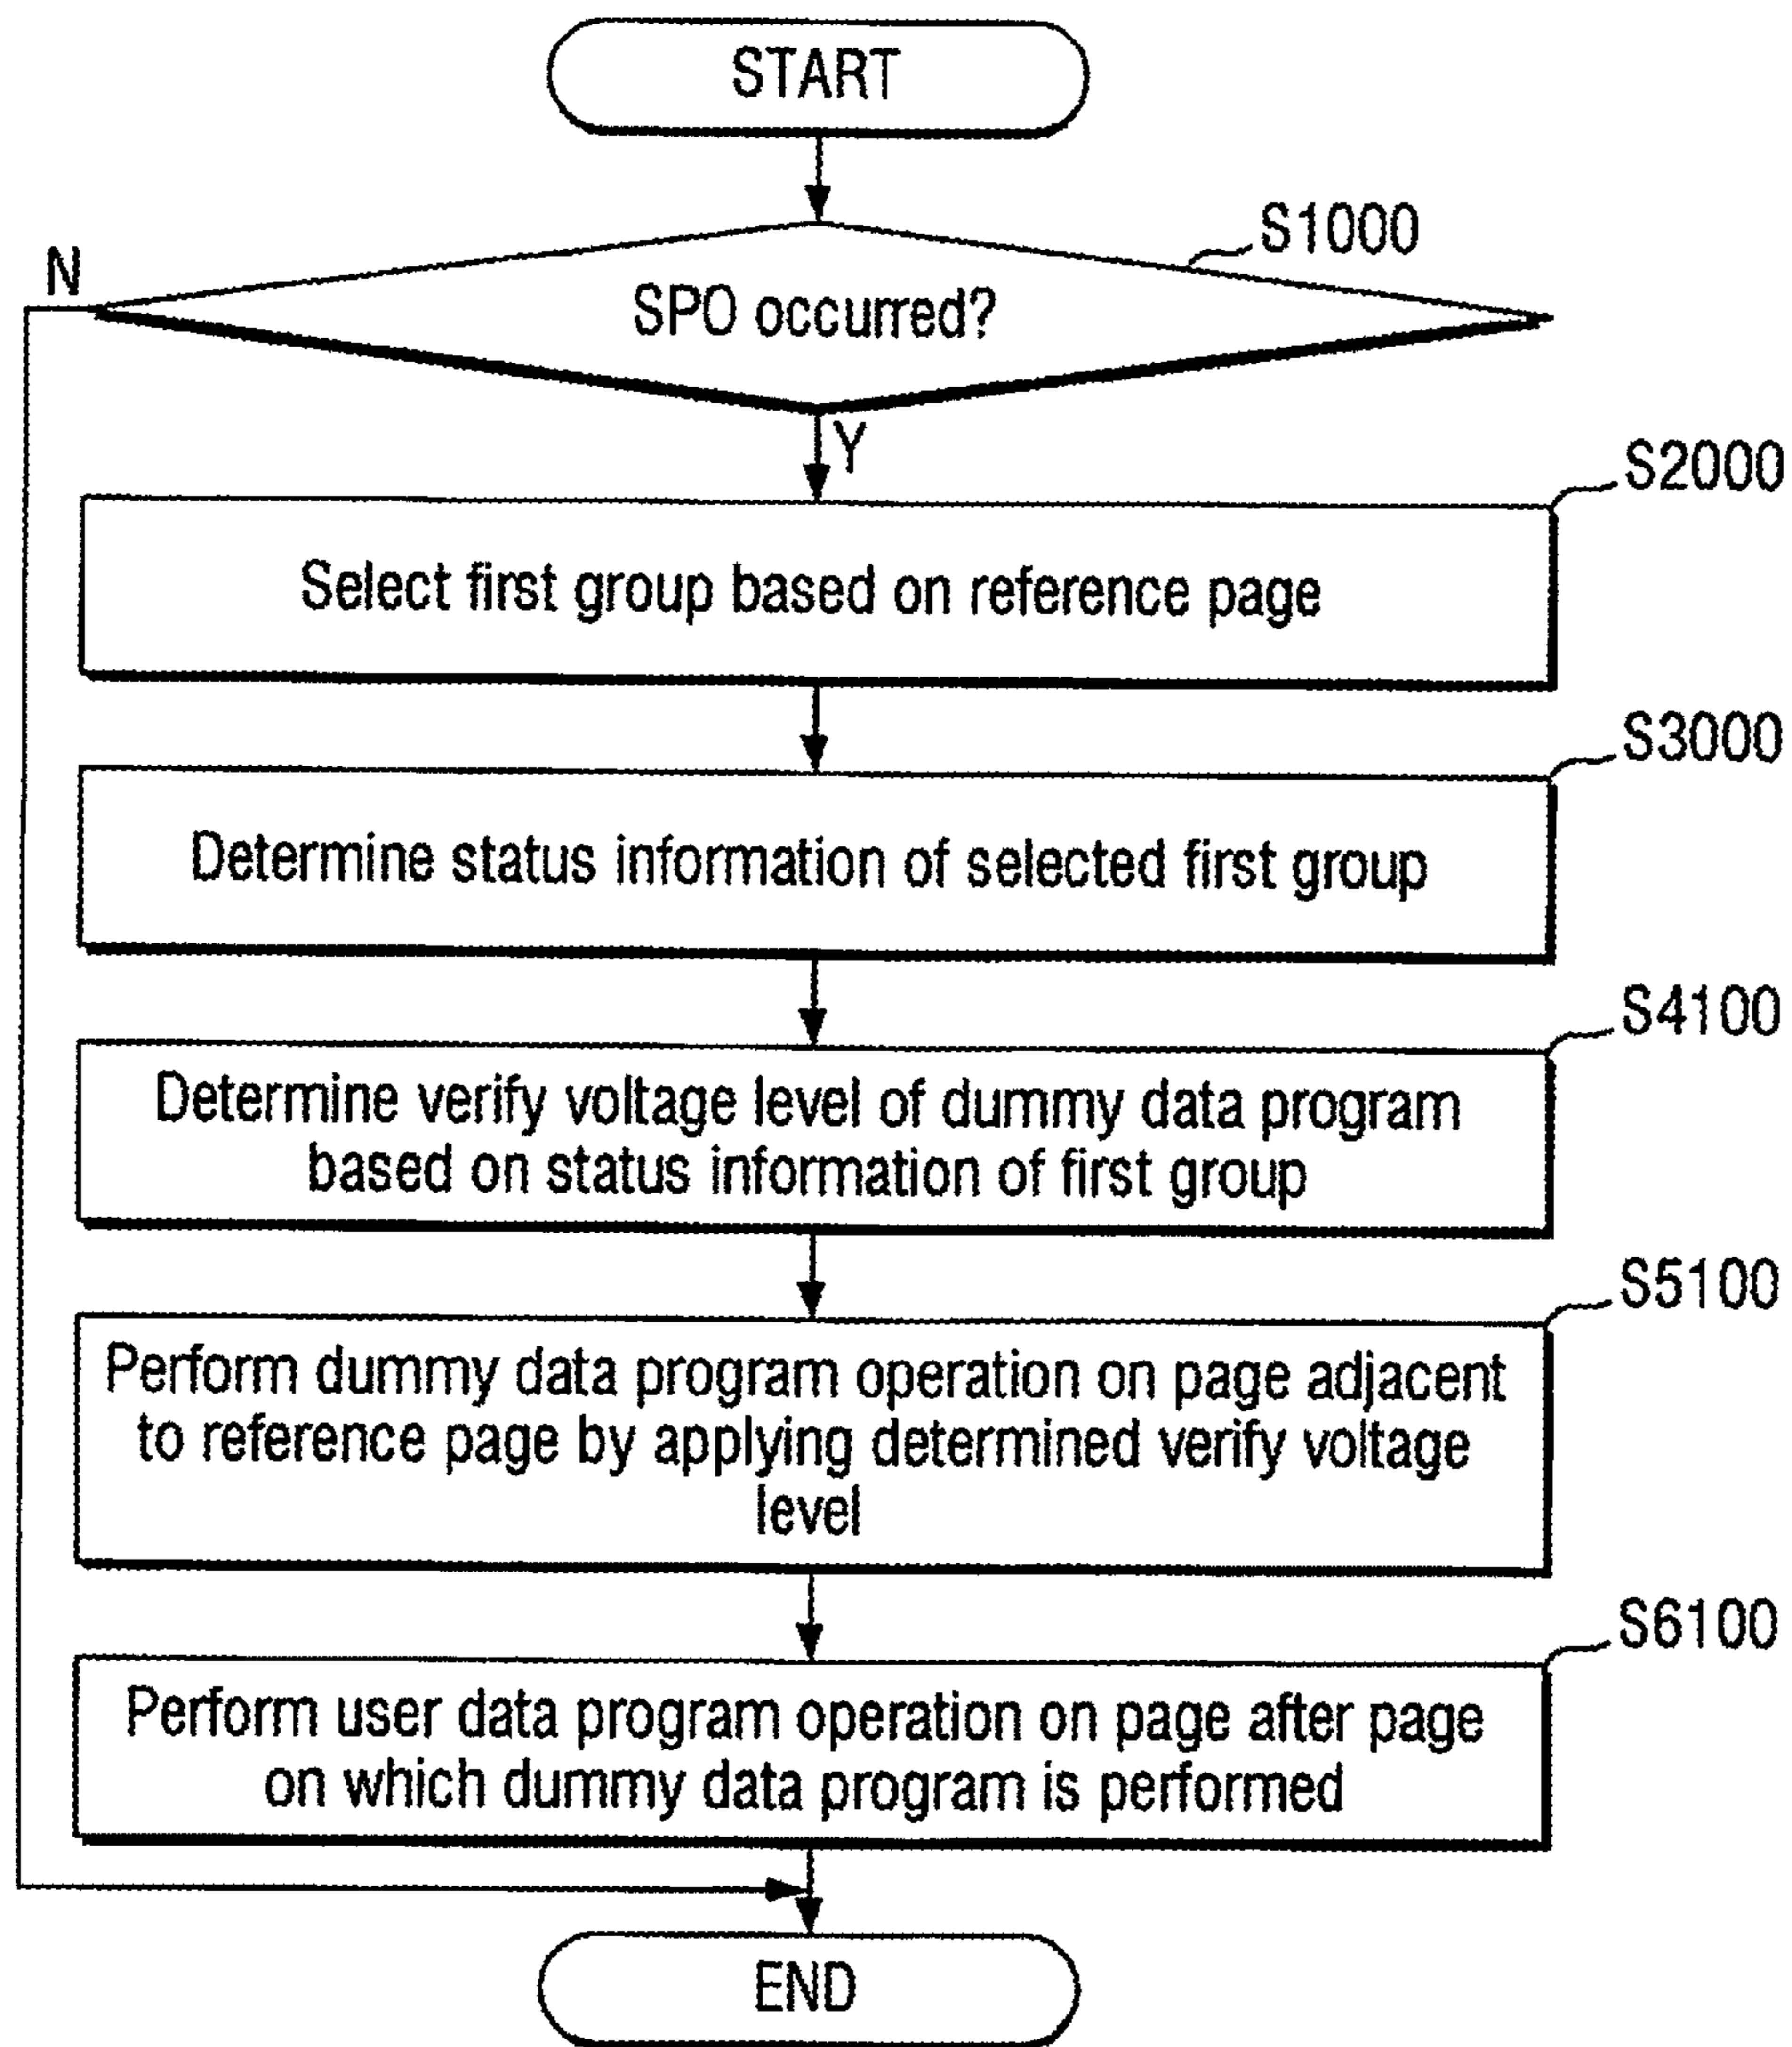 START
S1000
N
SPO occurred?
Y
S2000
Select first group based on reference page
S3000
Determine status information of selected first group
S4100
Determine verify voltage level of dummy data program
based on status information of first group
S5100
Perform dummy data program operation on page adjacent
to reference page by applying determined verify voltage
level
S6100
Perform user data program operation on page after page
on which dummy data program is performed
END